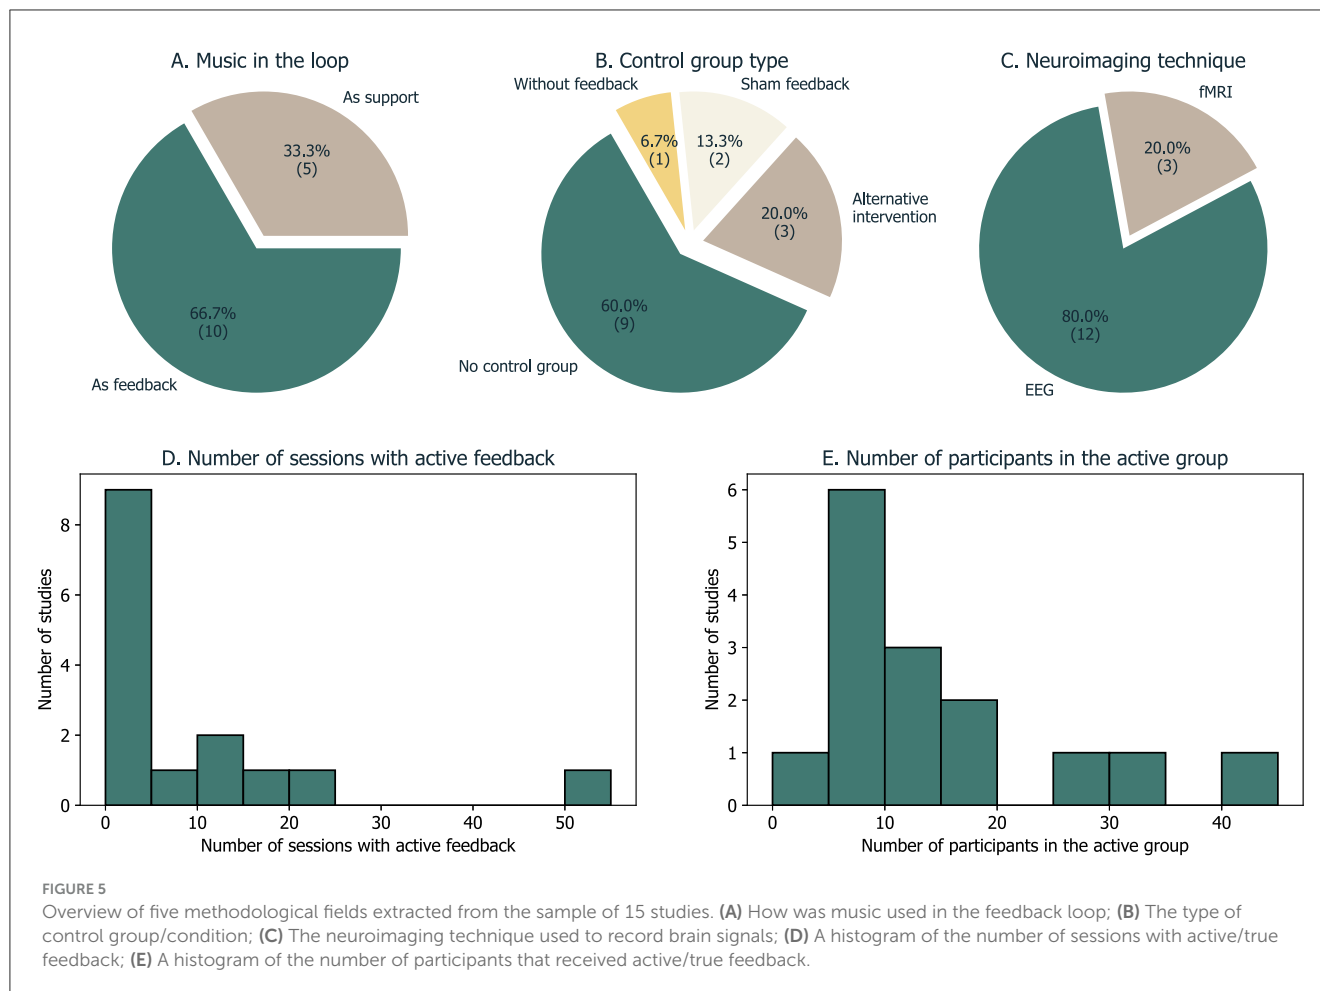 A. Music in the loop
As support
33.3%
(5)
66.7%
(10)
As feedback
B. Control group type
Without feedback
Sham feedback
6.7%
(1)
13.3%
(2)
Alternative
intervention
20.0%
(3)
60.0%
(9)
No control group
C. Neuroimaging technique
fMRI
20.0%
(3)
80.0%
(12)
EEG
D. Number of sessions with active feedback
Number of studies
8
6
4
2
0
0 10 20 30 40 50
Number of sessions with active feedback
E. Number of participants in the active group
Number of studies
6
5
4
3
2
1
0
0 10 20 30 40
Number of participants in the active group
FIGURE 5
Overview of five methodological fields extracted from the sample of 15 studies. (A) How was music used in the feedback loop; (B) The type of
control group/condition; (C) The neuroimaging technique used to record brain signals; (D) A histogram of the number of sessions with active/true
feedback; (E) A histogram of the number of participants that received active/true feedback.